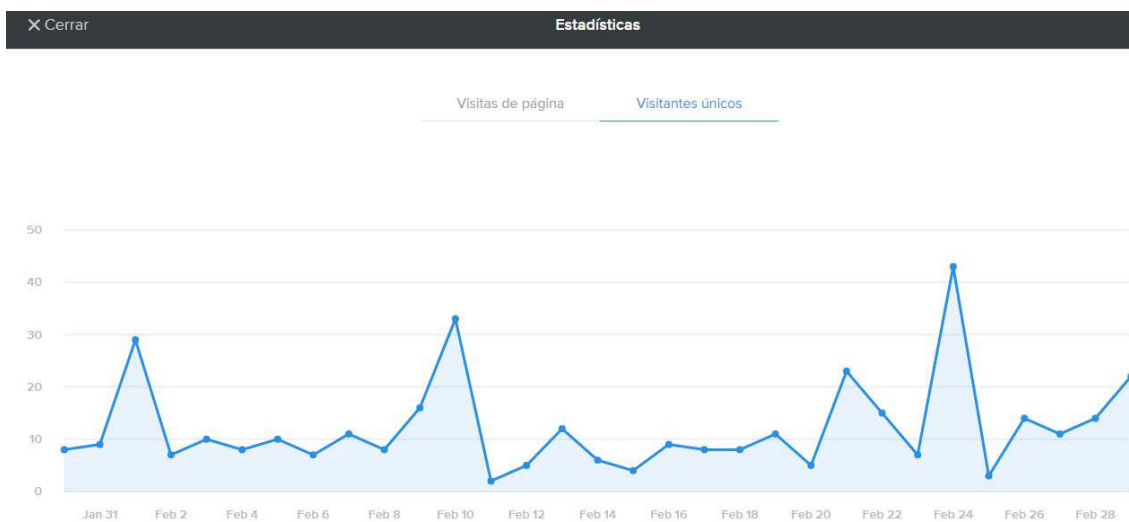 X Cerrar
Estadísticas
Visitas de página
Visitantes únicos
50
40
30
20
10
0
Jan 31 Feb 2 Feb 4 Feb 6 Feb 8 Feb 10 Feb 12 Feb 14 Feb 16 Feb 18 Feb 20 Feb 22 Feb 24 Feb 26 Feb 28